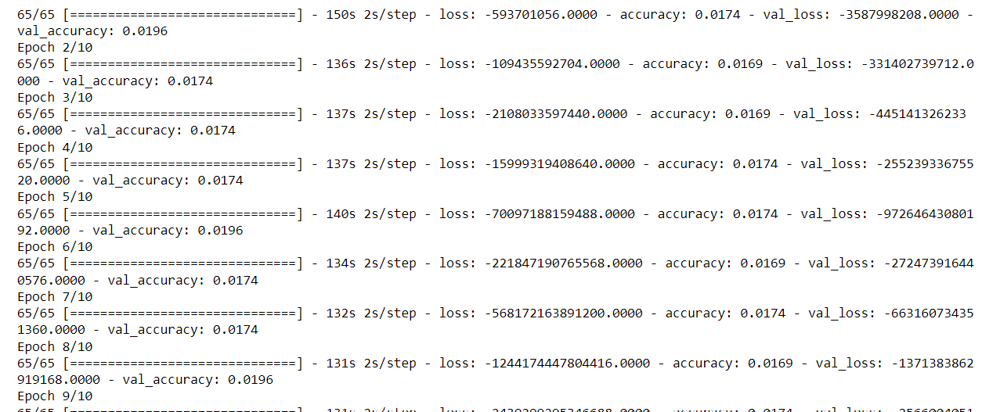 65/65 [==============================] - 150s 2s/step - loss: -593701056.0000 - accuracy: 0.0174 - val_loss: -3587998208.0000 -
val_accuracy: 0.0196
Epoch 2/10
65/65 [==============================] - 136s 2s/step - loss: -109435592704.0000 - accuracy: 0.0169 - val_loss: -331402739712.0
000 - val_accuracy: 0.0174
Epoch 3/10
65/65 [==============================] - 137s 2s/step - loss: -2108033597440.0000 - accuracy: 0.0169 - val_loss: -445141326233
6.0000 - val_accuracy: 0.0174
Epoch 4/10
65/65 [==============================] - 137s 2s/step - loss: -15999319408640.0000 - accuracy: 0.0174 - val_loss: -255239336755
20.0000 - val_accuracy: 0.0174
Epoch 5/10
65/65 [==============================] - 140s 2s/step - loss: -70097188159488.0000 - accuracy: 0.0174 - val_loss: -972646430801
92.0000 - val_accuracy: 0.0196
Epoch 6/10
65/65 [==============================] - 134s 2s/step - loss: -221847190765568.0000 - accuracy: 0.0169 - val_loss: -27247391644
0576.0000 - val_accuracy: 0.0174
Epoch 7/10
65/65 [==============================] - 132s 2s/step - loss: -568172163891200.0000 - accuracy: 0.0174 - val_loss: -66316073435
1360.0000 - val_accuracy: 0.0174
Epoch 8/10
65/65 [==============================] - 131s 2s/step - loss: -1244174447804416.0000 - accuracy: 0.0169 - val_loss: -1371383862
919168.0000 - val_accuracy: 0.0196
Epoch 9/10